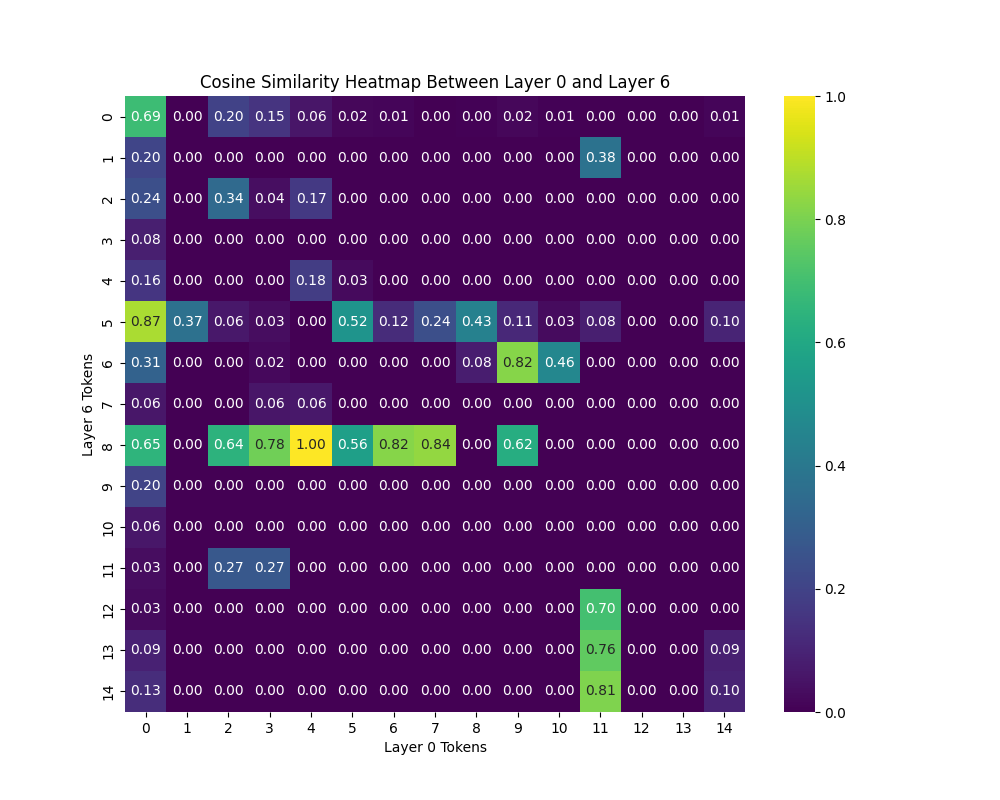 Cosine Similarity Heatmap Between Layer 0 and Layer 6
0 0.69 0.00 0.20 0.15 0.06 0.02 0.01 0.00 0.00 0.02 0.01 0.00 0.00 0.00 0.01
1 0.20 0.00 0.00 0.00 0.00 0.00 0.00 0.00 0.00 0.00 0.00 0.38 0.00 0.00 0.00
2 0.24 0.00 0.34 0.04 0.17 0.00 0.00 0.00 0.00 0.00 0.00 0.00 0.00 0.00 0.00
3 0.08 0.00 0.00 0.00 0.00 0.00 0.00 0.00 0.00 0.00 0.00 0.00 0.00 0.00 0.00
4 0.16 0.00 0.00 0.00 0.18 0.03 0.00 0.00 0.00 0.00 0.00 0.00 0.00 0.00 0.00
5 0.87 0.37 0.06 0.03 0.00 0.52 0.12 0.24 0.43 0.11 0.03 0.08 0.00 0.00 0.10
6 0.31 0.00 0.00 0.02 0.00 0.00 0.00 0.00 0.08 0.82 0.46 0.00 0.00 0.00 0.00
7 0.06 0.00 0.00 0.06 0.06 0.00 0.00 0.00 0.00 0.00 0.00 0.00 0.00 0.00 0.00
8 0.65 0.00 0.64 0.78 1.00 0.56 0.82 0.84 0.00 0.62 0.00 0.00 0.00 0.00 0.00
9 0.20 0.00 0.00 0.00 0.00 0.00 0.00 0.00 0.00 0.00 0.00 0.00 0.00 0.00 0.00
10 0.06 0.00 0.00 0.00 0.00 0.00 0.00 0.00 0.00 0.00 0.00 0.00 0.00 0.00 0.00
11 0.03 0.00 0.27 0.27 0.00 0.00 0.00 0.00 0.00 0.00 0.00 0.00 0.00 0.00 0.00
12 0.03 0.00 0.00 0.00 0.00 0.00 0.00 0.00 0.00 0.00 0.00 0.70 0.00 0.00 0.00
13 0.09 0.00 0.00 0.00 0.00 0.00 0.00 0.00 0.00 0.00 0.00 0.76 0.00 0.00 0.09
14 0.13 0.00 0.00 0.00 0.00 0.00 0.00 0.00 0.00 0.00 0.00 0.81 0.00 0.00 0.10
0 1 2 3 4 5 6 7 8 9 10 11 12 13 14
Layer 0 Tokens
Layer 6 Tokens
1.0
0.8
0.6
0.4
0.2
0.0